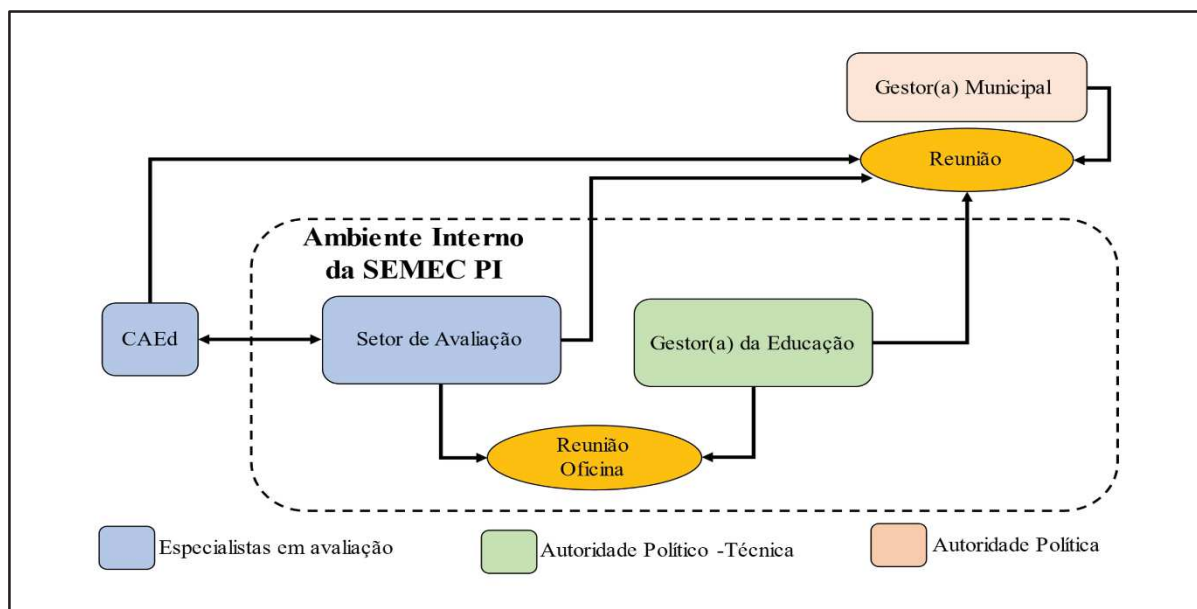 Gestor(a) Municipal
Reunião
Ambiente Interno
da SEMEC PI
CAEd
Setor de Avaliação
Gestor(a) da Educação
Reunião
Oficina
Especialistas em avaliação
Autoridade Político -Técnica
Autoridade Política